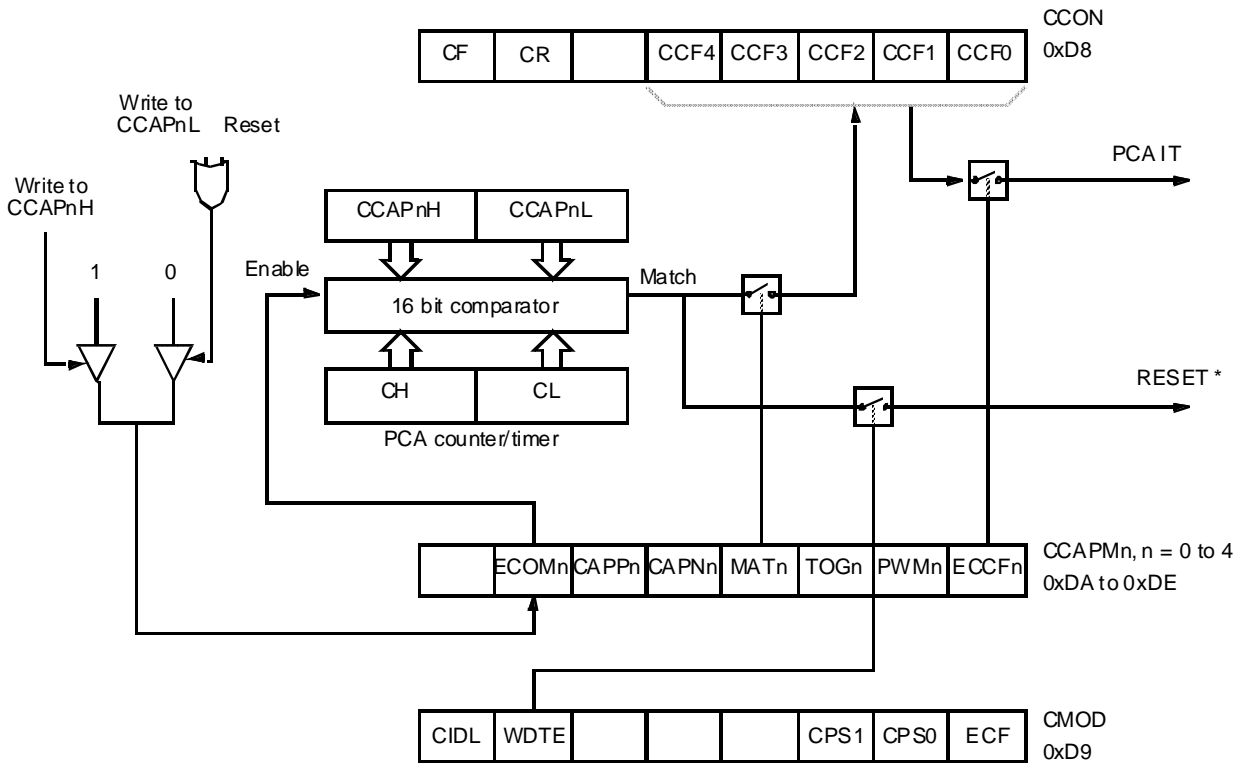 CCON
CF CR CCF4 CCF3 CCF2 CCF1 CCF0
0xD8
Write to
CCAPnL Reset
PCA IT
Write to
CCAPnH
CCAPnH CCAPnL
1 0
Enable
Match
16 bit comparator
CH CL
RESET *
PCA counter/timer
ECOMn CAPPn CAPNn MATn TOGn PWMn ECCFn
CCAPMn, n = 0 to 4
0xDA to 0xDE
CIDL WDTE CPS1 CPS0 ECF
CMOD
0xD9